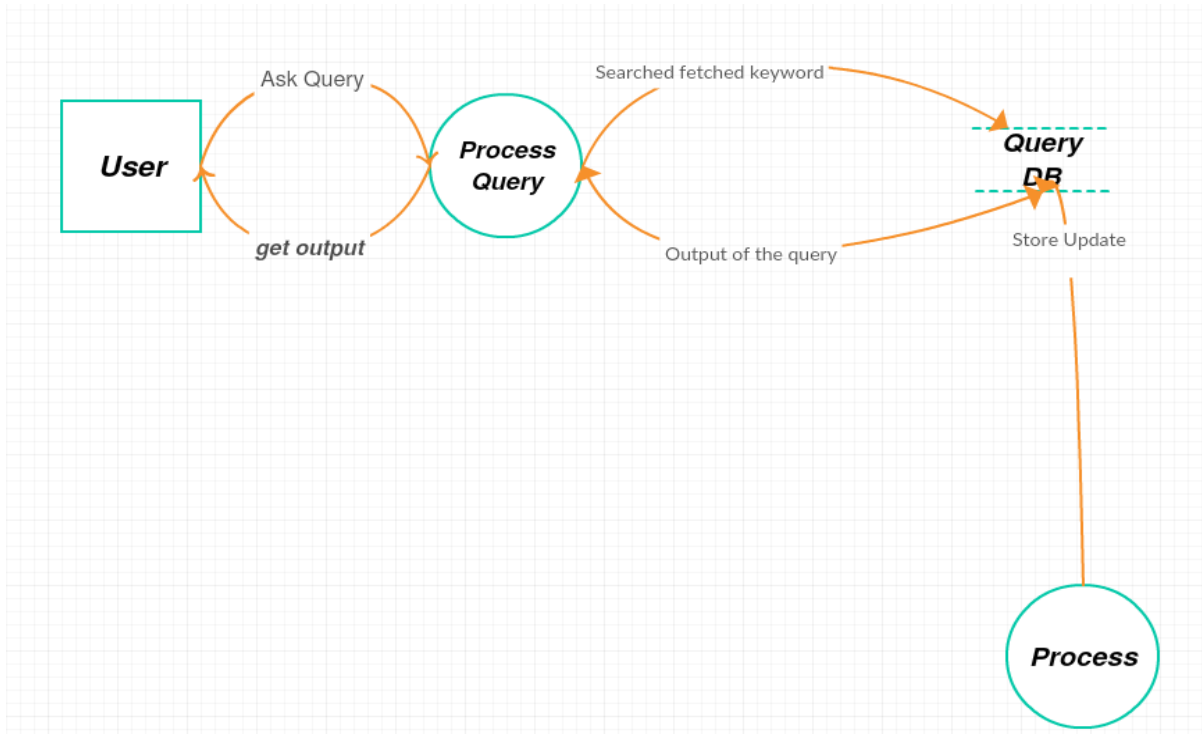 Ask Query
Searched fetched keyword
User
Process
Query
Query
DB
get output
Output of the query
Store Update
Process